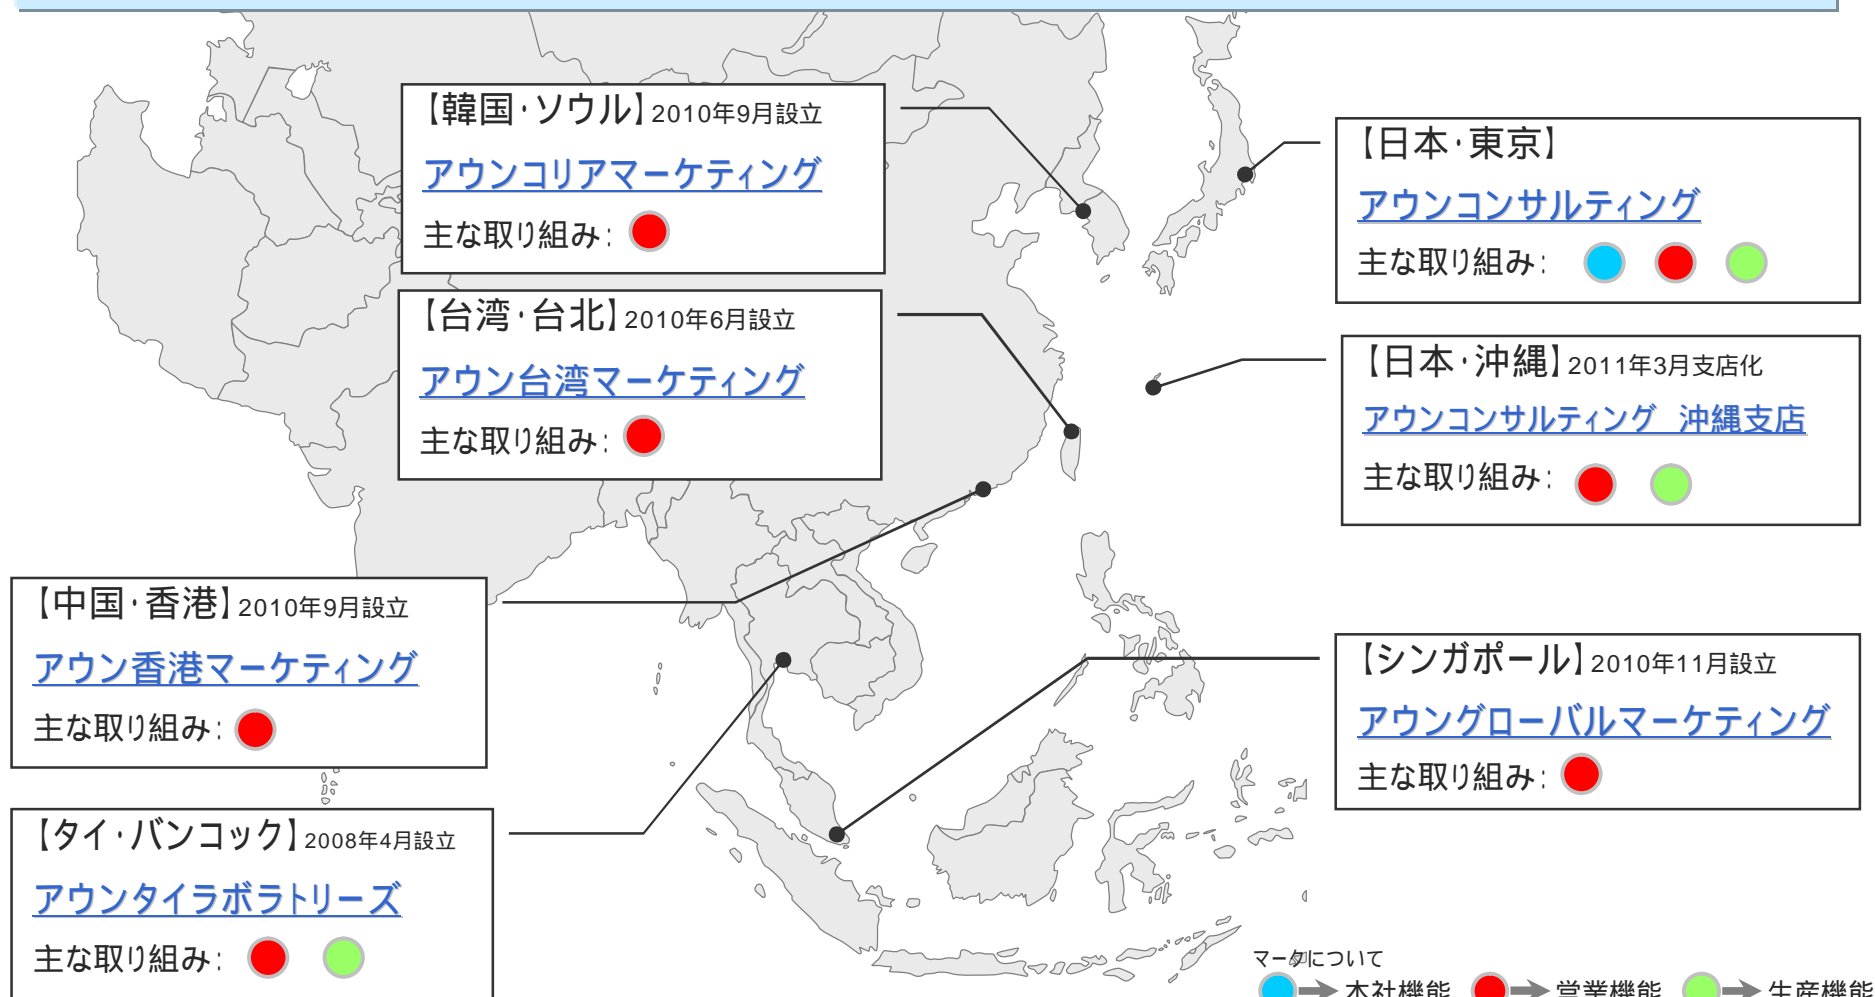 【韓国･ソウル】2010年9月設立
アウンコリアマーケティング
主な取り組み：
【台湾･台北】2010年6月設立
アウン台湾マーケティング
主な取り組み：
【中国･香港】2010年9月設立
アウン香港マーケティング
主な取り組み：
【タイ･バンコック】2008年4月設立
アウンタイラボラトリーズ
主な取り組み：
【日本･東京】
アウンコンサルティング
主な取り組み：
【日本･沖縄】2011年3月支店化
アウンコンサルティング　沖縄支店
主な取り組み：
【シンガポール】2010年11月設立
アウングローバルマーケティング
主な取り組み：
マークについて
本社機能　営業機能　生産機能